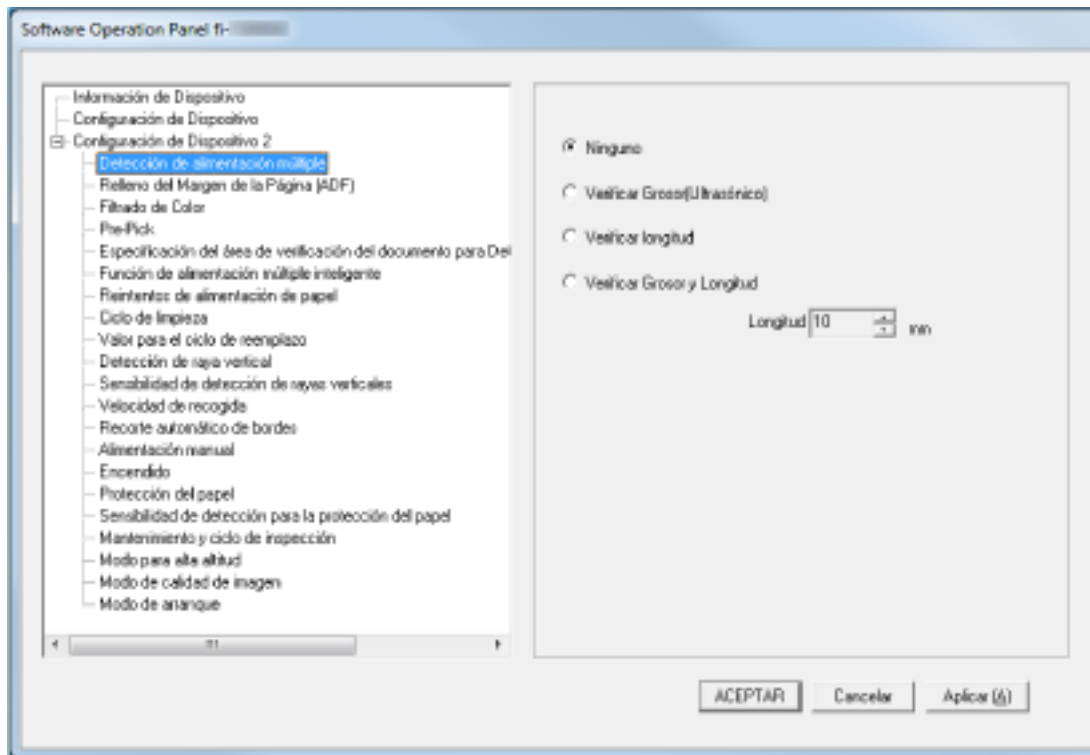 Software Operation Panel fi-
Información de Dispositivo
Configuración de Dispositivo
Configuración de Dispositivo 2
Detección de alimentación múltiple
Relleno del Margen de la Página (ADF)
Filtrado de Color
Pre-Pick
Especificación del área de verificación del documento para Det
Función de alimentación múltiple inteligente
Reintentos de alimentación de papel
Ciclo de limpieza
Valor para el ciclo de reemplazo
Detección de raya vertical
Sensibilidad de detección de rayas verticales
Velocidad de recogida
Recorte automático de bordes
Alimentación manual
Encendido
Protección del papel
Sensibilidad de detección para la protección del papel
Mantenimiento y ciclo de inspección
Modo para alta altitud
Modo de calidad de imagen
Modo de arranque
Ninguno
Verificar Grosor(Ultrasónico)
Verificar longitud
Verificar Grosor y Longitud
Longitud 10 mm
ACEPTAR Cancelar Aplicar (A)